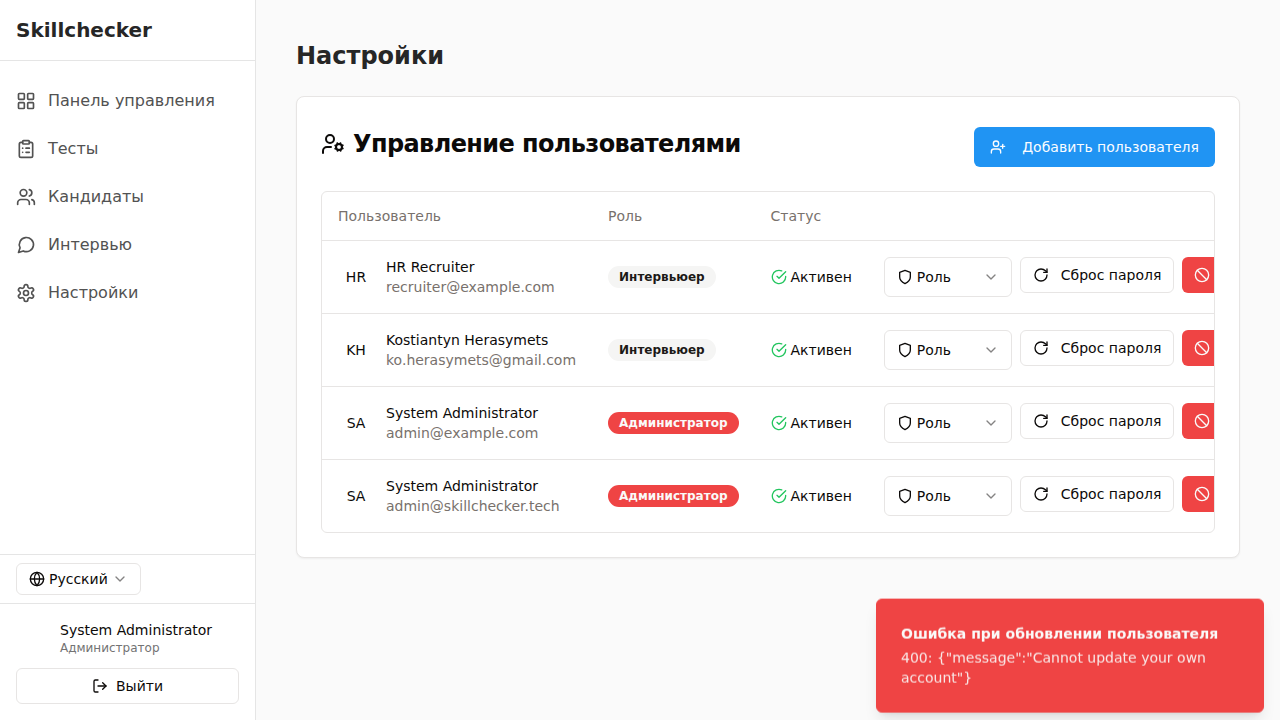 Skillchecker
Панель управления
Тесты
Кандидаты
Интервью
Настройки
Русский
System Administrator
Администратор
Выйти
Настройки
Управление пользователями
Добавить пользователя
Пользователь Роль Статус
HR HR Recruiter recruiter@example.com Интервьюер Активен Роль Сброс пароля
KH Kostiantyn Herasymets ko.herasymets@gmail.com Интервьюер Активен Роль Сброс пароля
SA System Administrator admin@example.com Администратор Активен Роль Сброс пароля
SA System Administrator admin@skillchecker.tech Администратор Активен Роль Сброс пароля
Ошибка при обновлении пользователя
400: {"message":"Cannot update your own
account"}